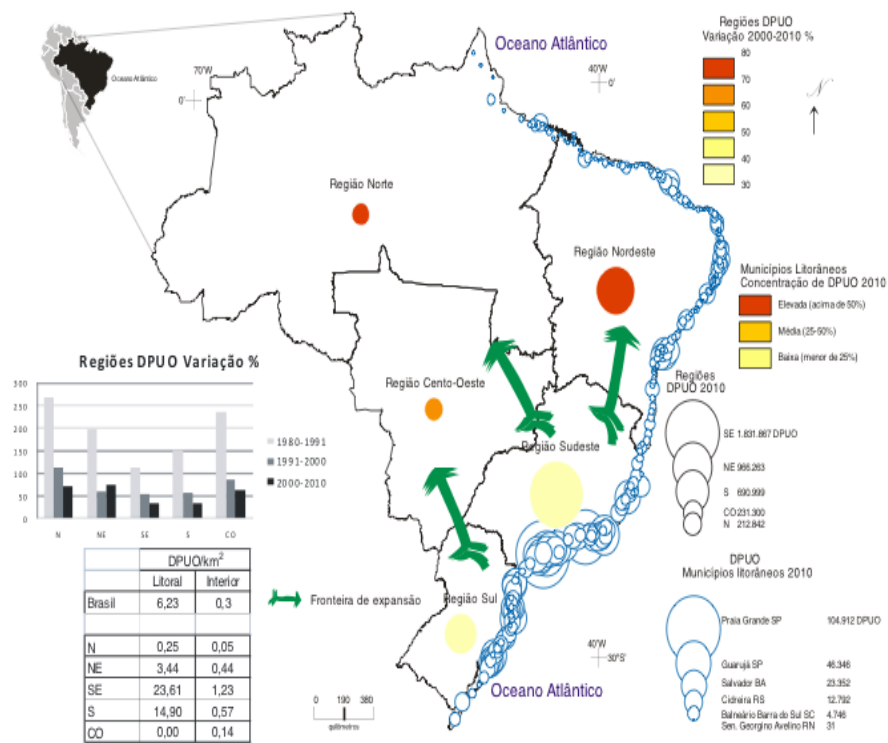 Oceano Atlântico
Oceano Atlântico
70°W
0°
40°W
0°
Regiões DPUO
Variação 2000-2010 %
80
70
60
50
40
30
N
Região Norte
Região Nordeste
Municípios Litorâneos
Concentração de DPUO 2010
Elevada (acima de 50%)
Média (25-50%)
Baixa (menor de 25%)
Regiões DPUO Variação %
300
250
200
150
100
50
0
N
NE
SE
S
CO
1980-1991
1991-2000
2000-2010
Região Cento-Oeste
Região Sudeste
Regiões
DPUO 2010
SE 1.831.867 DPUO
NE 966.263
S 690.999
CO 231.300
N 212.842
DPUO/km²
Litoral Interior
Brasil 6,23 0,3
N 0,25 0,05
NE 3,44 0,44
SE 23,61 1,23
S 14,90 0,57
CO 0,00 0,14
Fronteira de expansão
Região Sul
40°W
30°S'
0 190 380
quilômetros
Oceano Atlântico
DPUO
Municípios litorâneos 2010
Praia Grande SP 104.912 DPUO
Guarujá SP 46.346
Salvador BA 23.352
Cidreira RS 12.792
Balneário Barra do Sul SC 4.746
Sen. Georgino Avelino RN 31